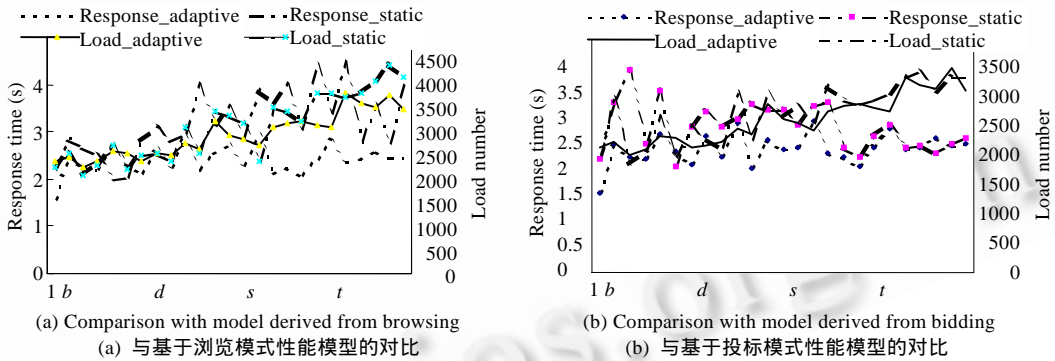 Response_adaptive Response_static
Load_adaptive Load_static
Response time (s)
5
4
3
2
1
0
4500
4000
3500
3000
2500
2000
1500
1000
500
0
Load number
1 b d s t
(a) Comparison with model derived from browsing
(a) 与基于浏览模式性能模型的对比
Response_adaptive Response_static
Load_adaptive Load_static
Response time (s)
4
3.5
3
2.5
2
1.5
1
0.5
0
3500
3000
2500
2000
1500
1000
500
0
Load number
1 b d s t
(b) Comparison with model derived from bidding
(b) 与基于投标模式性能模型的对比